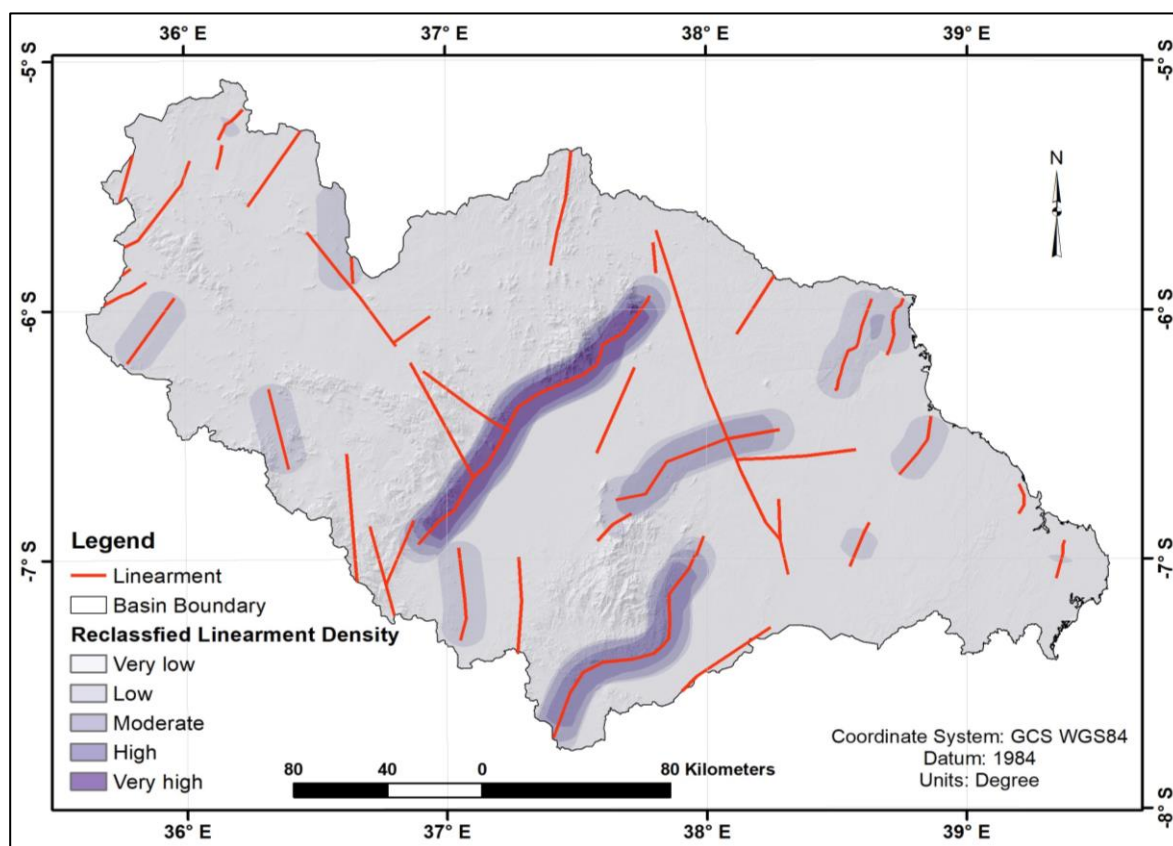 36° E 37° E 38° E 39° E
-5° S -5° S
N
-6° S -6° S
-7° S -7° S
Legend
Linearment
Basin Boundary
Reclassfied Linearment Density
Very low
Low
Moderate
High
Very high
Coordinate System: GCS WGS84
Datum: 1984
Units: Degree
80 40 0 80 Kilometers
-8° S
36° E 37° E 38° E 39° E